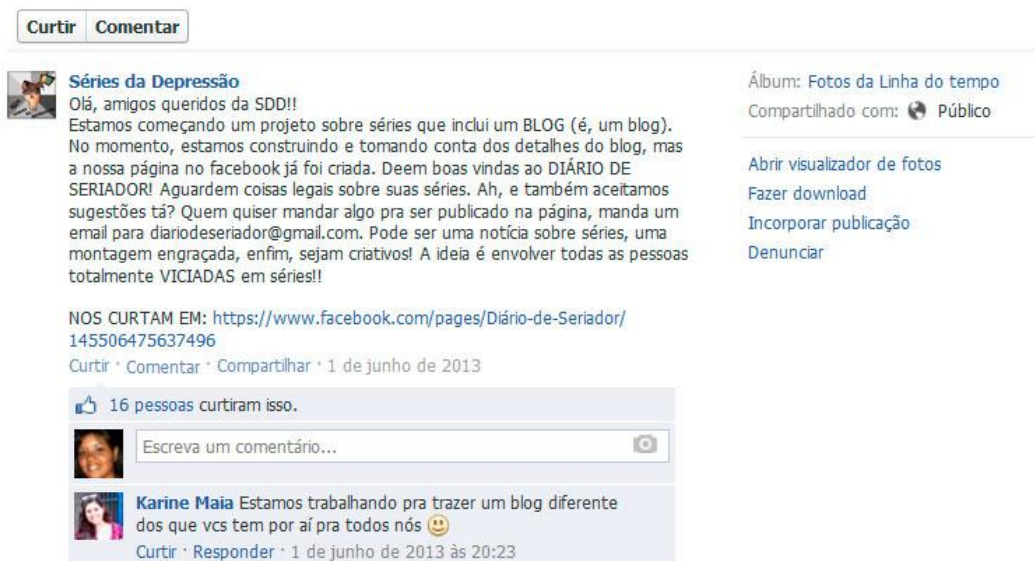 Curtir Comentar
Séries da Depressão
Olá, amigos queridos da SDD!!
Estamos começando um projeto sobre séries que inclui um BLOG (é, um blog).
No momento, estamos construindo e tomando conta dos detalhes do blog, mas
a nossa página no facebook já foi criada. Deem boas vindas ao DIÁRIO DE
SERIADOR! Aguardem coisas legais sobre suas séries. Ah, e também aceitamos
sugestões tá? Quem quiser mandar algo pra ser publicado na página, manda um
email para diariodeseriador@gmail.com. Pode ser uma notícia sobre séries, uma
montagem engraçada, enfim, sejam criativos! A ideia é envolver todas as pessoas
totalmente VICIADAS em séries!!
NOS CURTAM EM: https://www.facebook.com/pages/Diário-de-Seriador/
145506475637496
Curtir · Comentar · Compartilhar · 1 de junho de 2013
16 pessoas curtiram isso.
Escreva um comentário...
Karine Maia Estamos trabalhando pra trazer um blog diferente
dos que vcs tem por aí pra todos nós
Curtir · Responder · 1 de junho de 2013 às 20:23
Álbum: Fotos da Linha do tempo
Compartilhado com: Público
Abrir visualizador de fotos
Fazer download
Incorporar publicação
Denunciar